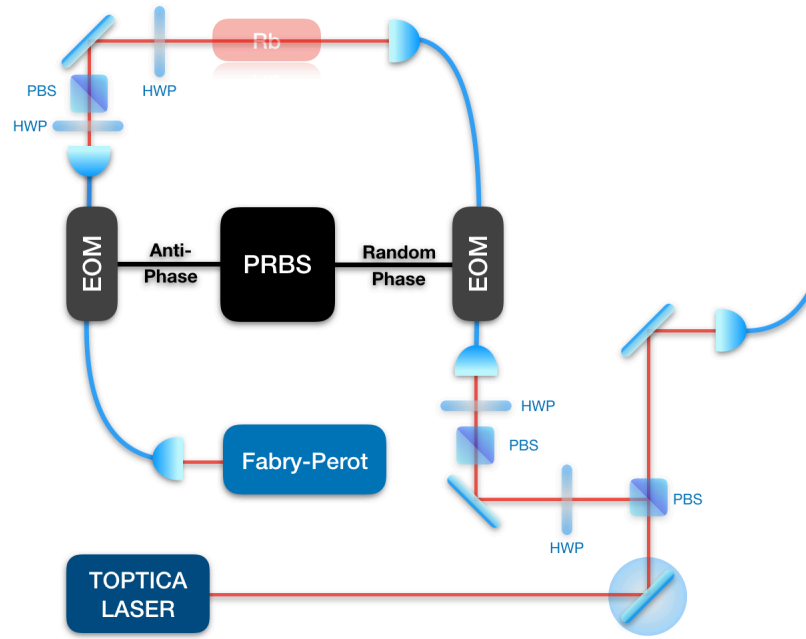 Rb
PBS
HWP
HWP
EOM
Anti-
Phase
PRBS
Random
Phase
EOM
HWP
Fabry-Perot
PBS
PBS
HWP
TOPTICA
LASER